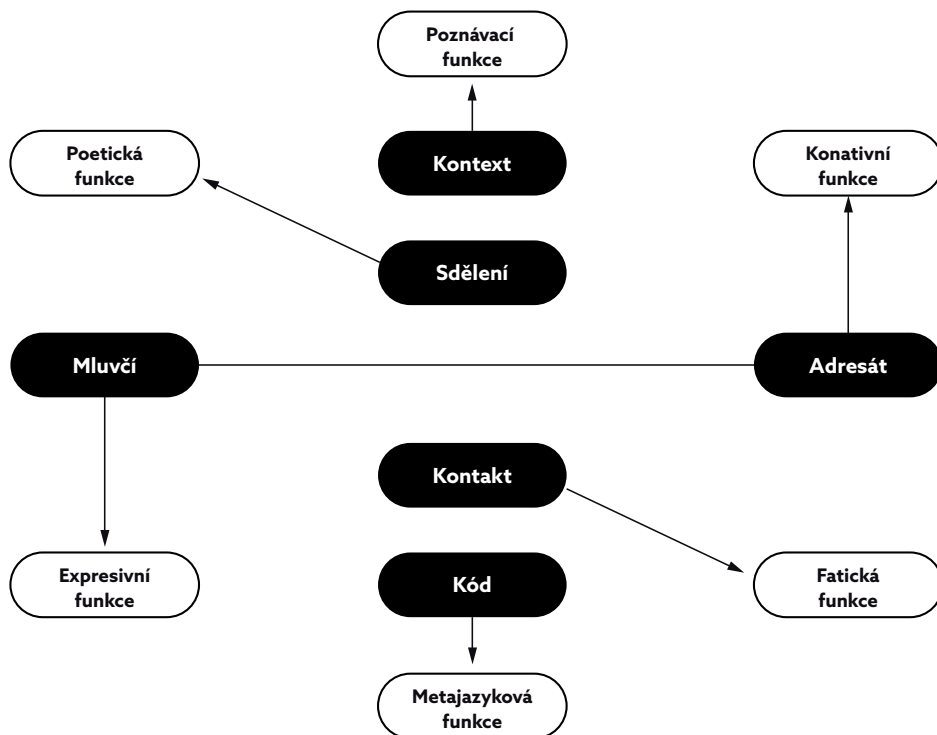 Poznávací
funkce
Poetická
funkce
Kontext
Konativní
funkce
Sdělení
Mluvčí
Adresát
Kontakt
Expresivní
funkce
Kód
Fatická
funkce
Metajazyková
funkce